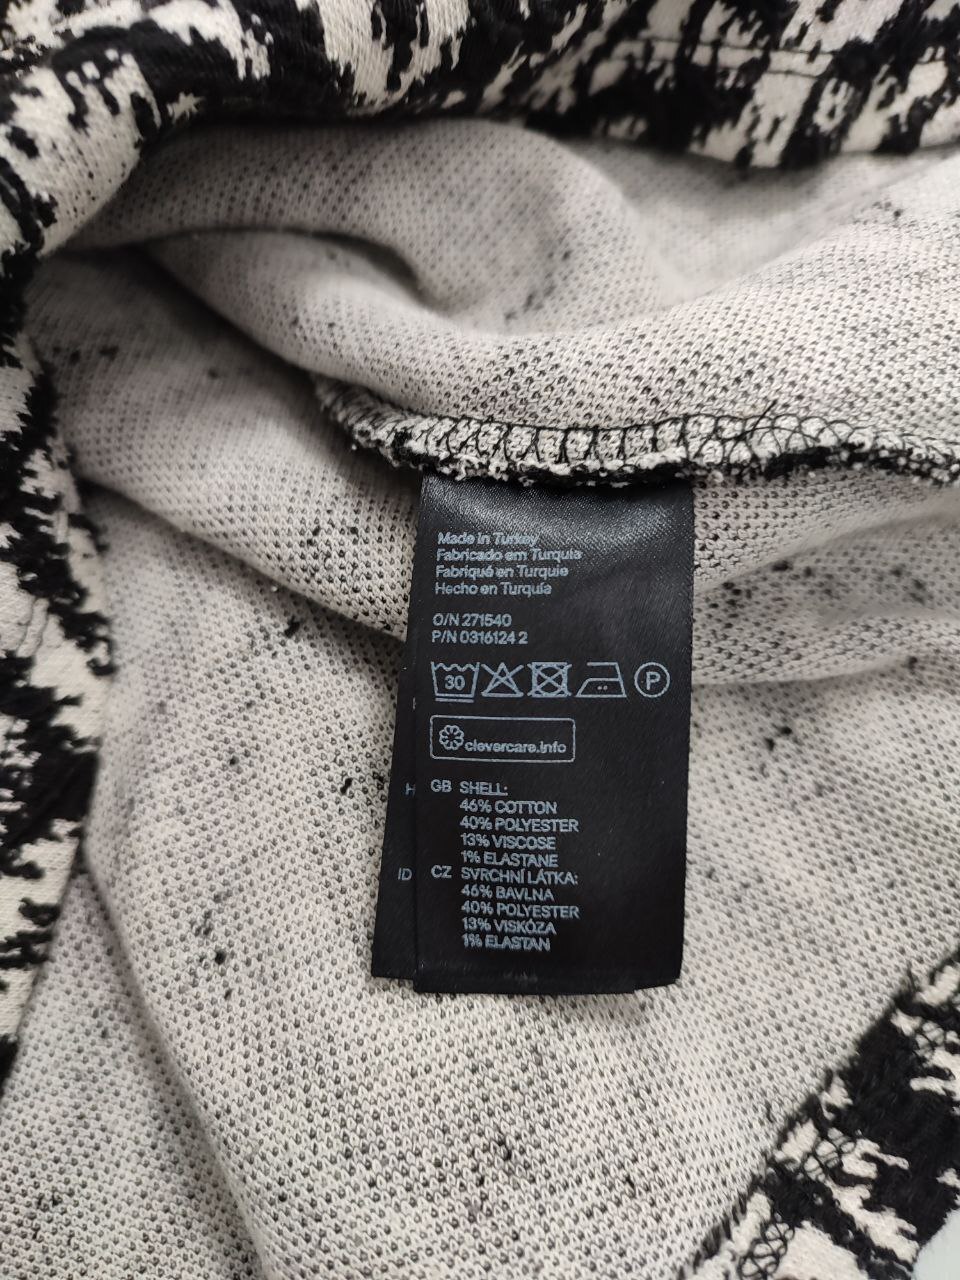 Made in Turkey
Fabricado em Turquia
Fabriqué en Turquie
Hecho en Turquía
O/N 271540
P/N 0316124 2
30
P
clevercare.info
GB SHELL:
46% COTTON
40% POLYESTER
13% VISCOSE
1% ELASTANE
CZ SVRCHNÍ LÁTKA:
46% BAVLNA
40% POLYESTER
13% VISKÓZA
1% ELASTAN
H
ID